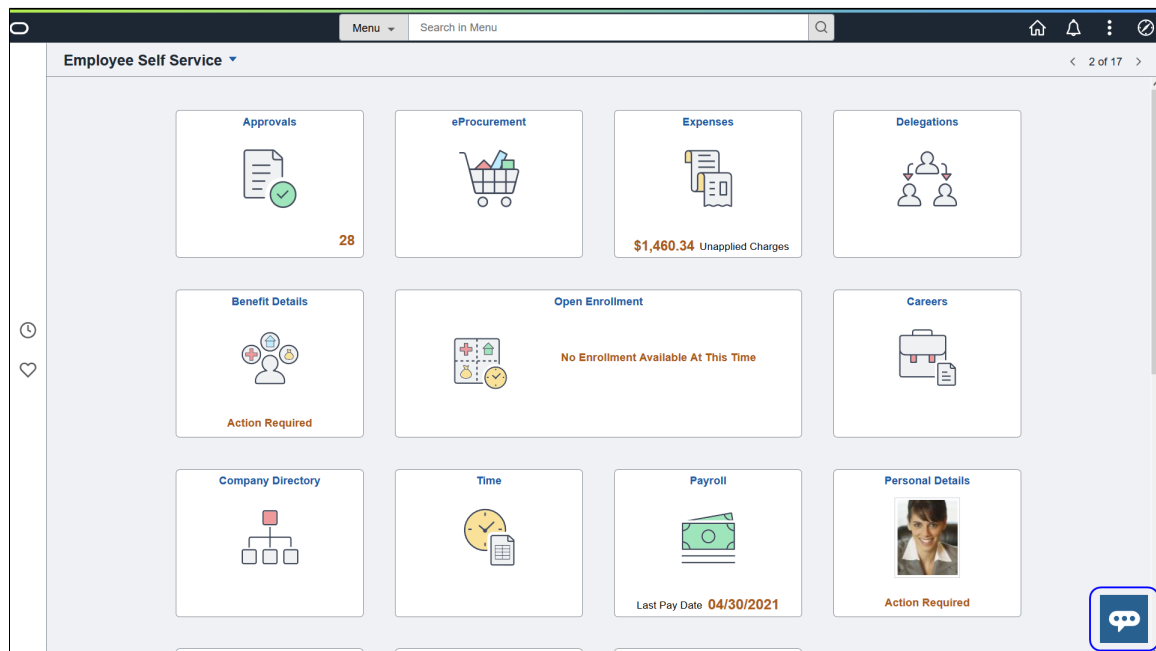 Menu
Search in Menu
Employee Self Service
2 of 17
Approvals
28
eProcurement
Expenses
$1,460.34 Unapplied Charges
Delegations
Benefit Details
Action Required
Open Enrollment
No Enrollment Available At This Time
Careers
Company Directory
Time
Payroll
Last Pay Date 04/30/2021
Personal Details
Action Required